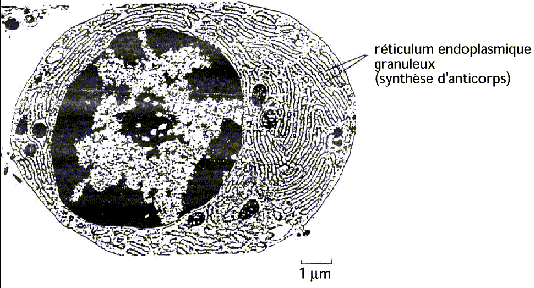 réticulum endoplasmique
granuleux
(synthèse d'anticorps)
1 µm